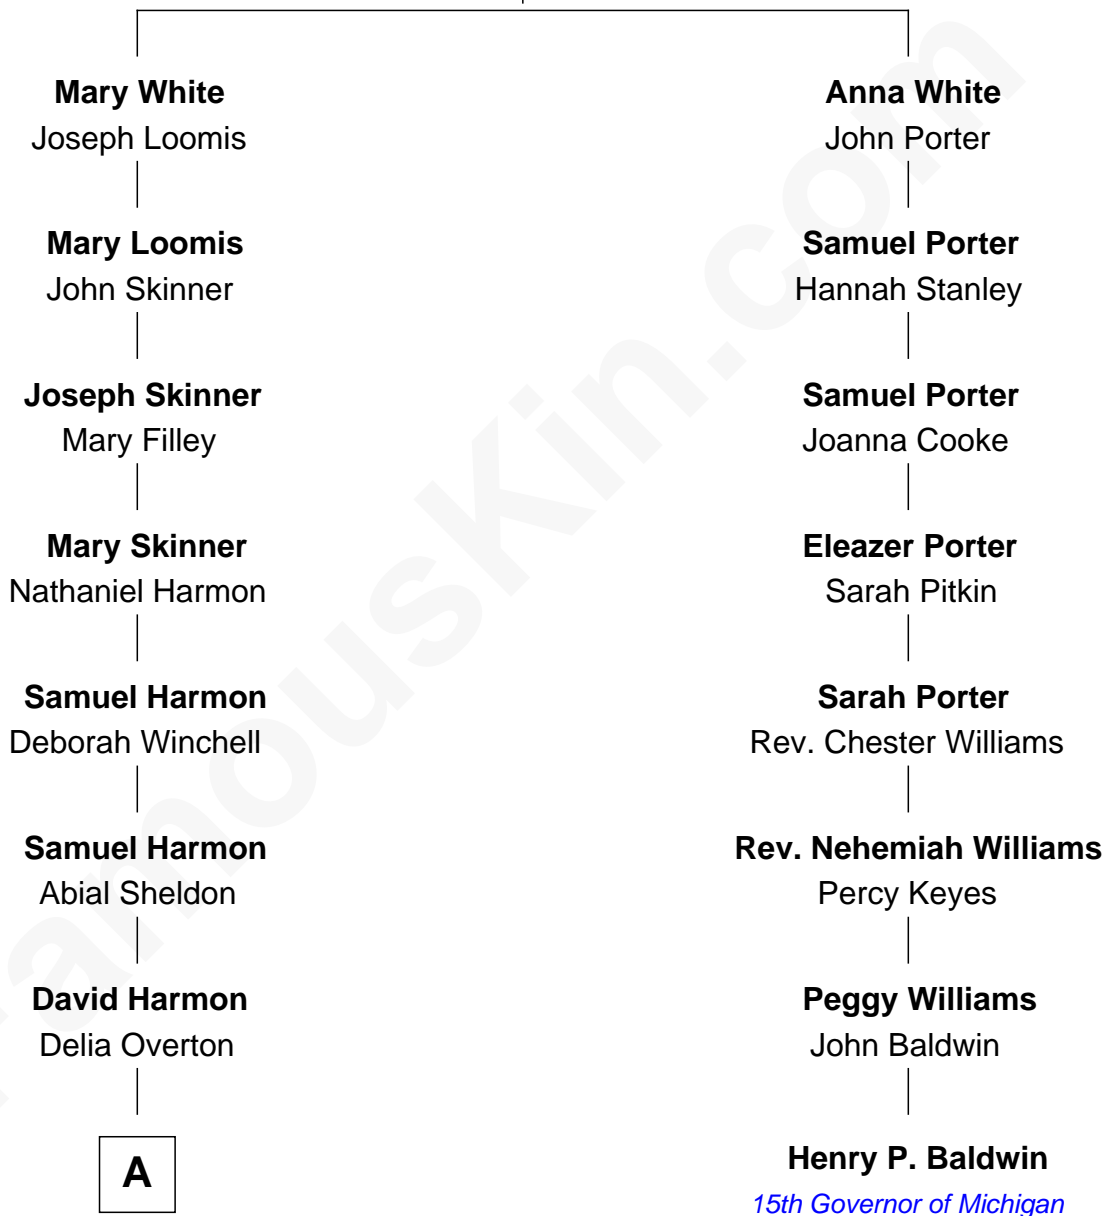 Mary White
Joseph Loomis
Mary Loomis
John Skinner
Joseph Skinner
Mary Filley
Mary Skinner
Nathaniel Harmon
Samuel Harmon
Deborah Winchell
Samuel Harmon
Abial Sheldon
David Harmon
Delia Overton
A
Anna White
John Porter
Samuel Porter
Hannah Stanley
Samuel Porter
Joanna Cooke
Eleazer Porter
Sarah Pitkin
Sarah Porter
Rev. Chester Williams
Rev. Nehemiah Williams
Percy Keyes
Peggy Williams
John Baldwin
Henry P. Baldwin
15th Governor of Michigan
FamousKin.com